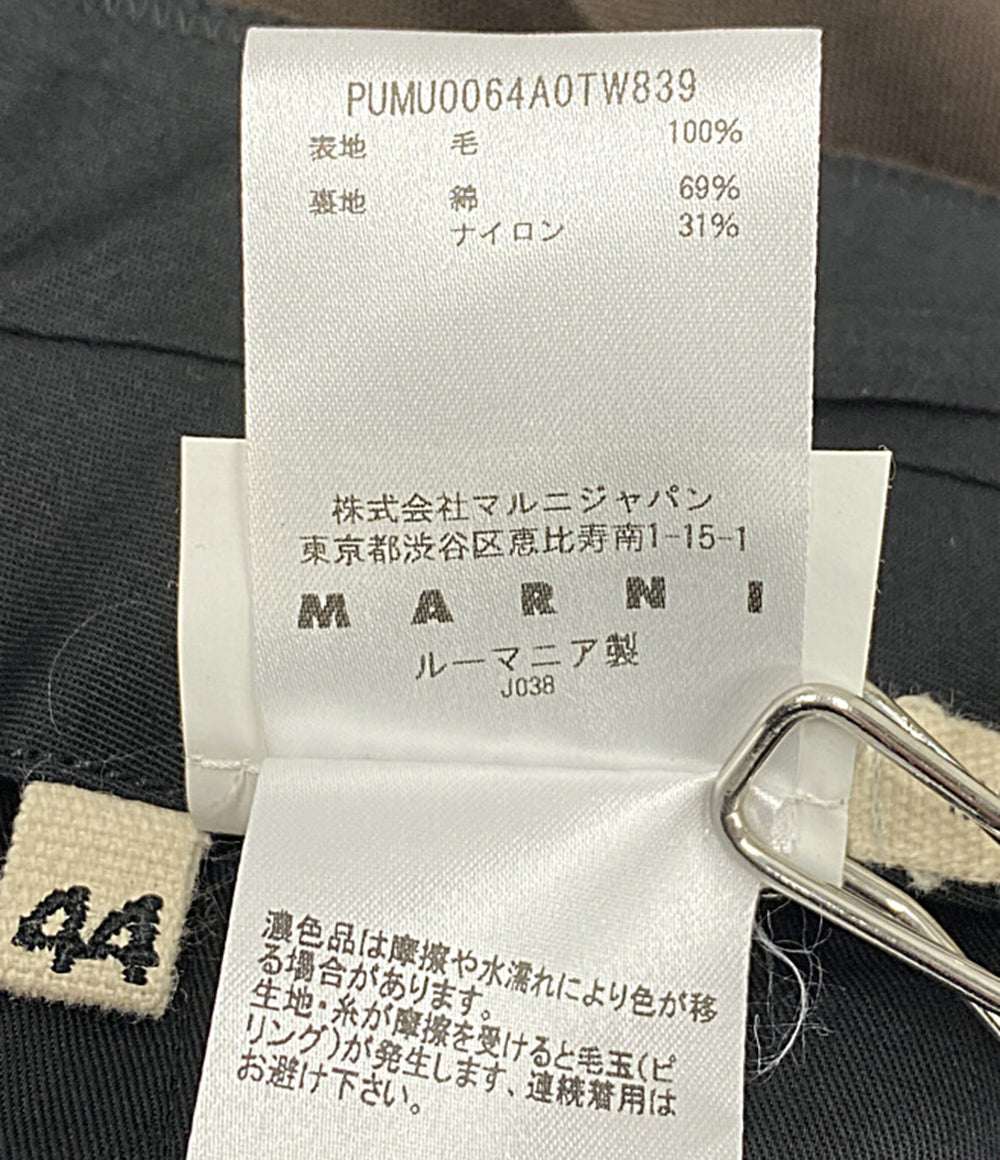 PUMU0064A0TW839
表地 毛 100%
裏地 綿 69%
ナイロン 31%
株式会社マルニジャパン
東京都渋谷区恵比寿南1-15-1
MARNI
ルーマニア製
J038
44
濃色品は摩擦や水濡れにより色が移
る場合があります。
生地・糸が摩擦を受けると毛玉(ピ
リング)が発生します、連続着用は
お避け下さい。